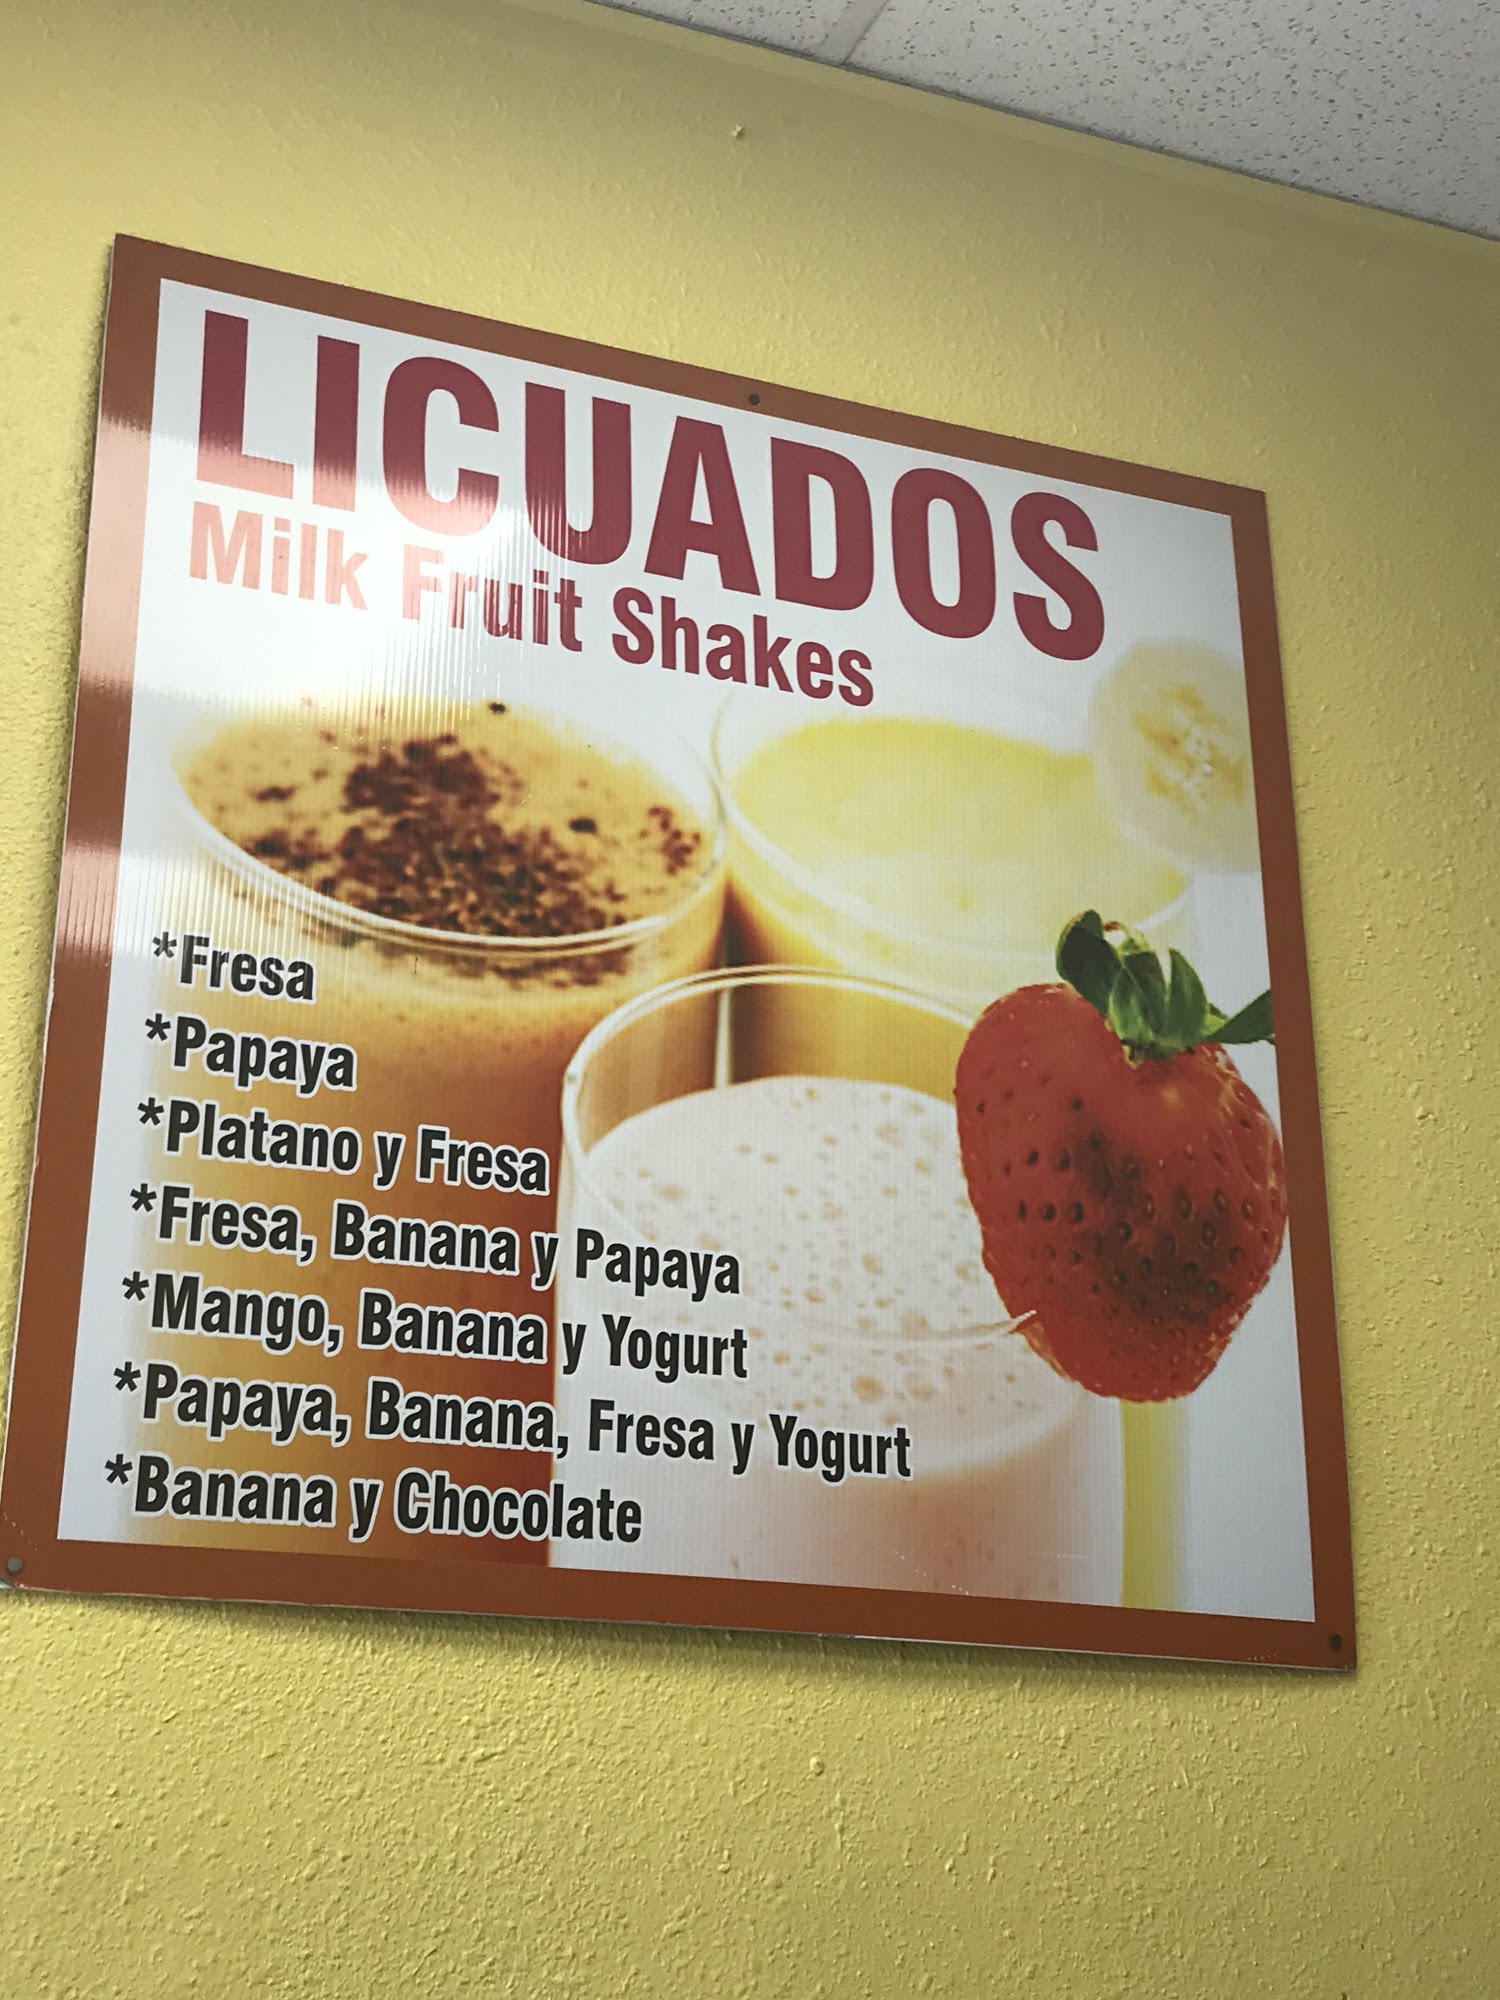 LICUADOS
Milk Fruit Shakes
*Fresa
*Papaya
*Platano y Fresa
*Fresa, Banana y Papaya
*Mango, Banana y Yogurt
*Papaya, Banana, Fresa y Yogurt
*Banana y Chocolate